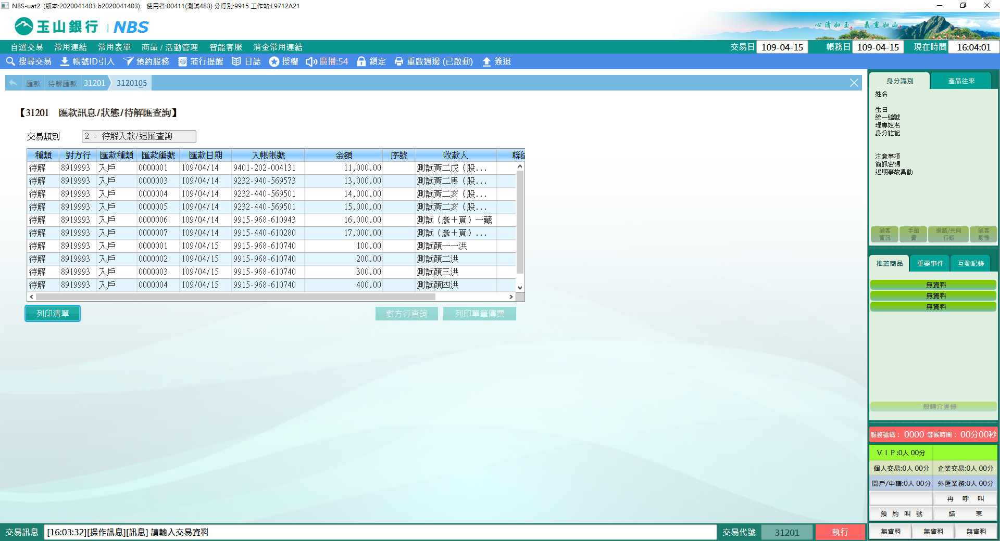 NBS-uat2 (版本:2020041403.b2020041403) 使用者:00411(測試483) 分行別:9915 工作站:L9712A21
玉山銀行 | NBS
心清如玉。 義重如山。
自選交易 常用連結 常用表單 商品 / 活動管理 智能客服 消金常用連結 交易日 109-04-15 帳務日 109-04-15 現在時間 16:04:01
搜尋交易 帳號ID引入 預約服務 蒞行提醒 日誌 授權 廣播:54 鎖定 重啟週邊 (已啟動) 簽退
匯款 待解匯款 31201 3120105
【31201 匯款訊息/狀態/待解匯查詢】
交易類別 2 - 待解入款/退匯查詢
種類 對方行 匯款種類 匯款編號 匯款日期 入帳帳號 金額 序號 收款人 聯絡
待解 8919993 入戶 0000001 109/04/14 9401-202-004131 11,000.00 測試黃二戊（股...
待解 8919993 入戶 0000003 109/04/14 9232-940-569573 13,000.00 測試黃二馬（股...
待解 8919993 入戶 0000004 109/04/14 9232-440-569501 14,000.00 測試黃二亥（股...
待解 8919993 入戶 0000005 109/04/14 9232-440-569501 15,000.00 測試黃二亥（股...
待解 8919993 入戶 0000006 109/04/14 9915-968-610943 16,000.00 測試（彥＋頁）一藏
待解 8919993 入戶 0000007 109/04/14 9915-440-610280 17,000.00 測試（彥＋頁）...
待解 8919993 入戶 0000001 109/04/15 9915-968-610740 100.00 測試顏一一洪
待解 8919993 入戶 0000002 109/04/15 9915-968-610740 200.00 測試顏二洪
待解 8919993 入戶 0000003 109/04/15 9915-968-610740 300.00 測試顏三洪
待解 8919993 入戶 0000004 109/04/15 9915-968-610740 400.00 測試顏四洪
列印清單 對方行查詢 列印單筆傳票
身分識別 產品往來
姓名
生日
統一編號
理專姓名
身分註記
注意事項
簡訊密碼
近期事故異動
顧客資訊 手續費 通路/共同行銷 顧客影像
推薦商品 重要事件 互動記錄
無資料
無資料
無資料
一般轉介登錄
服務號碼： 0000 等候時間： 00分00秒
ＶＩＰ:0人 00分
個人交易:0人 00分 企業交易:0人 00分
開戶/申請:0人 00分 外匯業務:0人 00分
再 呼 叫
預 約 叫 號 結 束
無資料 無資料 無資料
交易訊息 [16:03:32][操作訊息][訊息] 請輸入交易資料 交易代號 31201 執行